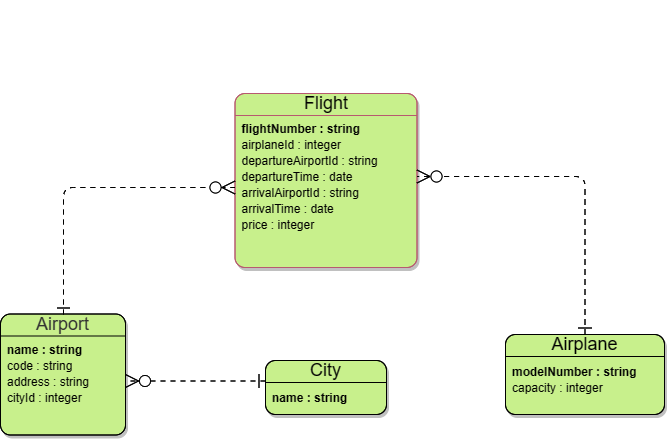 Flight
flightNumber : string
airplaneId : integer
departureAirportId : string
departureTime : date
arrivalAirportId : string
arrivalTime : date
price : integer
Airport
name : string
code : string
address : string
cityId : integer
City
name : string
Airplane
modelNumber : string
capacity : integer